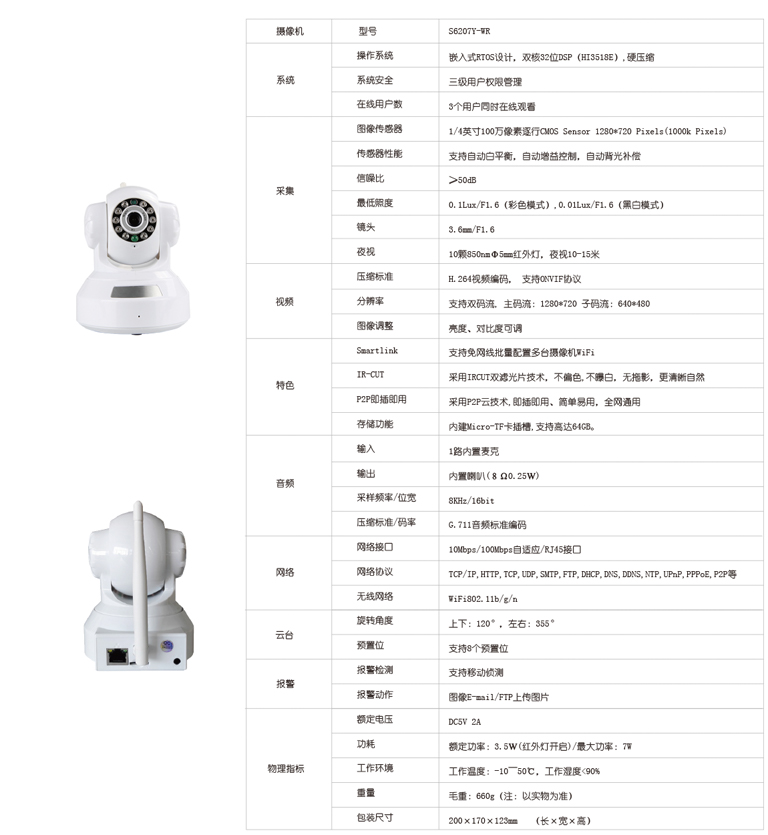 摄像机 型号 S6207Y-WR
系统 操作系统 嵌入式RTOS设计，双核32位DSP（HI3518E）,硬压缩
系统安全 三级用户权限管理
在线用户数 3个用户同时在线观看
采集 图像传感器 1/4英寸100万像素逐行CMOS Sensor 1280*720 Pixels(1000k Pixels)
传感器性能 支持自动白平衡，自动增益控制，自动背光补偿
信噪比 ≥50dB
最低照度 0.1Lux/F1.6（彩色模式）,0.01Lux/F1.6（黑白模式）
镜头 3.6mm/F1.6
夜视 10颗850nmΦ5mm红外灯，夜视10-15米
视频 压缩标准 H.264视频编码， 支持ONVIF协议
分辨率 支持双码流, 主码流: 1280*720 子码流: 640*480
图像调整 亮度、对比度可调
特色 Smartlink 支持免网线批量配置多台摄像机WiFi
IR-CUT 采用IRCUT双滤光片技术，不偏色,不曝白，无拖影，更清晰自然
P2P即插即用 采用P2P云技术,即插即用、简单易用，全网通用
存储功能 内建Micro-TF卡插槽,支持高达64GB。
音频 输入 1路内置麦克
输出 内置喇叭(8 Ω0.25W)
采样频率/位宽 8KHz/16bit
压缩标准/码率 G.711音频标准编码
网络 网络接口 10Mbps/100Mbps自适应/RJ45接口
网络协议 TCP/IP,HTTP,TCP,UDP,SMTP,FTP,DHCP,DNS,DDNS,NTP,UPnP,PPPoE,P2P等
无线网络 WiFi802.11b/g/n
云台 旋转角度 上下: 120°，左右: 355°
预置位 支持8个预置位
报警 报警检测 支持移动侦测
报警动作 图像E-mail/FTP上传图片
物理指标 额定电压 DC5V 2A
功耗 额定功率: 3.5W(红外灯开启)/最大功率: 7W
工作环境 工作温度: -10~50℃，工作湿度<90%
重量 毛重: 660g（注: 以实物为准）
包装尺寸 200×170×123mm （长×宽×高）